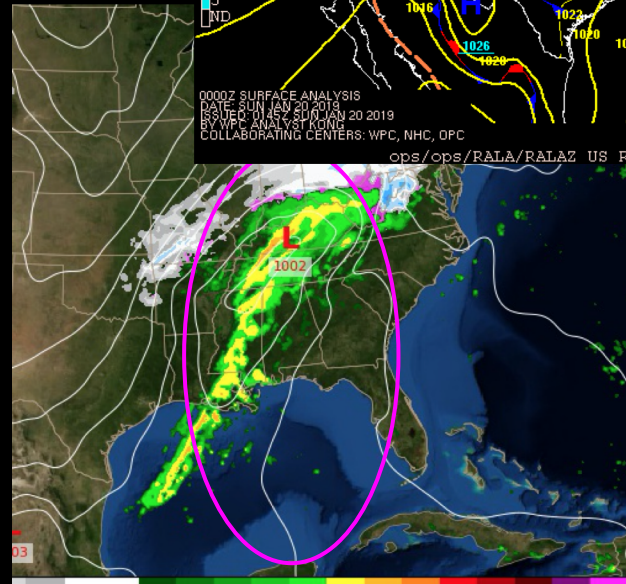 ND
1016
H
1026
1020
1022
1020
0000Z SURFACE ANALYSIS
DATE: SUN JAN 20 2019
ISSUED: 0145Z SUN JAN 20 2019
BY WPC ANALYST KONG
COLLABORATING CENTERS: WPC, NHC, OPC
ops/ops/RALA/RALAZ US R
L
1002
03